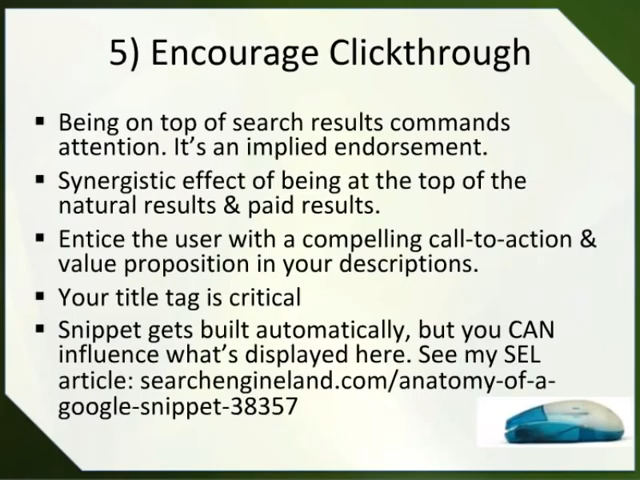 5) Encourage Clickthrough
▪ Being on top of search results commands
attention. It's an implied endorsement.
▪ Synergistic effect of being at the top of the
natural results & paid results.
▪ Entice the user with a compelling call-to-action &
value proposition in your descriptions.
▪ Your title tag is critical
▪ Snippet gets built automatically, but you CAN
influence what's displayed here. See my SEL
article: searchengineland.com/anatomy-of-a-
google-snippet-38357